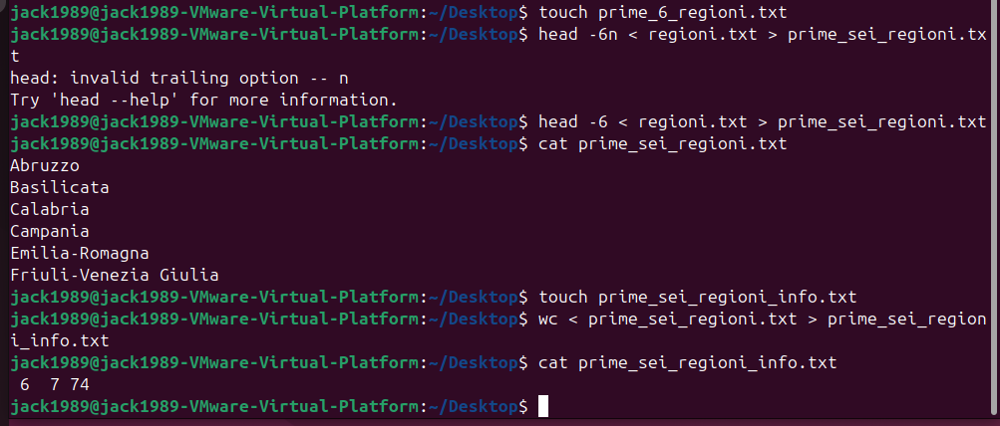 jack1989@jack1989-VMware-Virtual-Platform:~/Desktop$ touch prime_6_regioni.txt
jack1989@jack1989-VMware-Virtual-Platform:~/Desktop$ head -6n < regioni.txt > prime_sei_regioni.tx
t
head: invalid trailing option -- n
Try 'head --help' for more information.
jack1989@jack1989-VMware-Virtual-Platform:~/Desktop$ head -6 < regioni.txt > prime_sei_regioni.txt
jack1989@jack1989-VMware-Virtual-Platform:~/Desktop$ cat prime_sei_regioni.txt
Abruzzo
Basilicata
Calabria
Campania
Emilia-Romagna
Friuli-Venezia Giulia
jack1989@jack1989-VMware-Virtual-Platform:~/Desktop$ touch prime_sei_regioni_info.txt
jack1989@jack1989-VMware-Virtual-Platform:~/Desktop$ wc < prime_sei_regioni.txt > prime_sei_region
i_info.txt
jack1989@jack1989-VMware-Virtual-Platform:~/Desktop$ cat prime_sei_regioni_info.txt
 6  7 74
jack1989@jack1989-VMware-Virtual-Platform:~/Desktop$